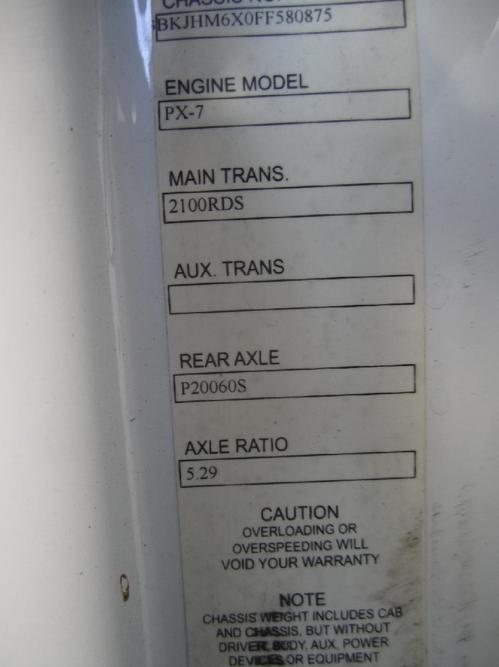 CHASSIS NO.
BKJHM6X0FF580875
ENGINE MODEL
PX-7
MAIN TRANS.
2100RDS
AUX. TRANS
REAR AXLE
P20060S
AXLE RATIO
5.29
CAUTION
OVERLOADING OR
OVERSPEEDING WILL
VOID YOUR WARRANTY
NOTE
CHASSIS WEIGHT INCLUDES CAB
AND CHASSIS, BUT WITHOUT
DRIVER, BODY, AUX. POWER
DEVICES OR EQUIPMENT